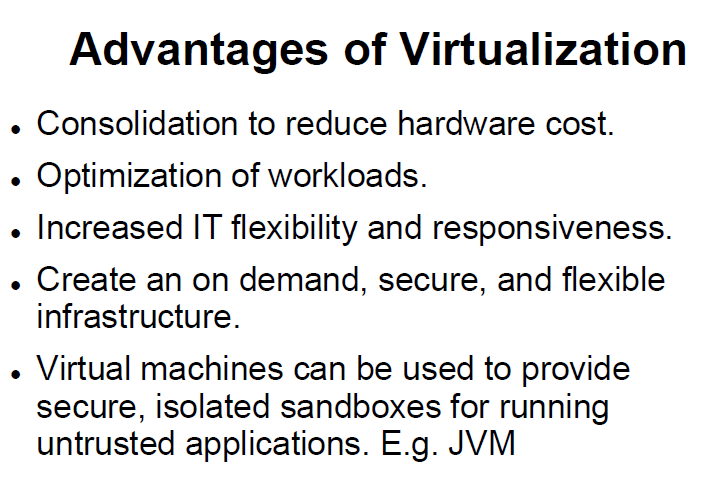 Advantages of Virtualization
• Consolidation to reduce hardware cost.
• Optimization of workloads.
• Increased IT flexibility and responsiveness.
• Create an on demand, secure, and flexible
infrastructure.
• Virtual machines can be used to provide
secure, isolated sandboxes for running
untrusted applications. E.g. JVM